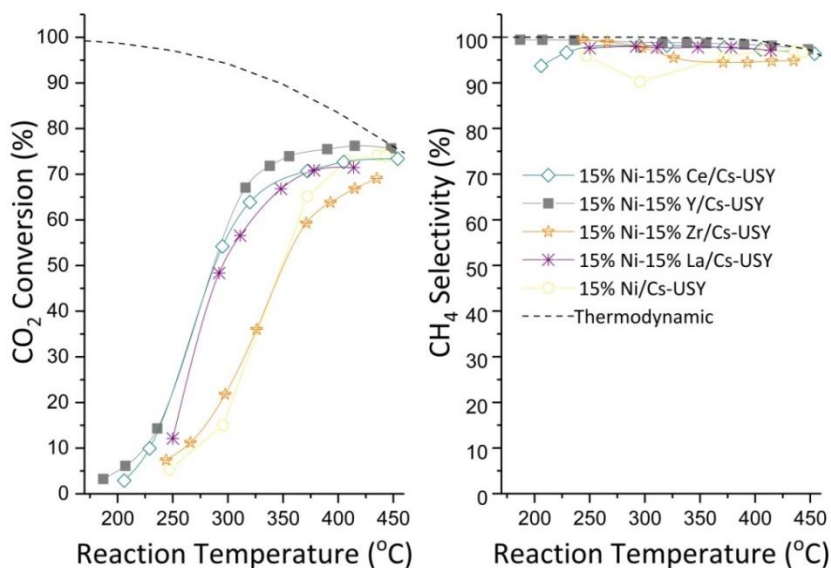 CO₂ Conversion (%)
100
90
80
70
60
50
40
30
20
10
0
200 250 300 350 400 450
Reaction Temperature (°C)
CH₄ Selectivity (%)
100
90
80
70
60
50
40
30
20
10
0
15% Ni-15% Ce/Cs-USY
15% Ni-15% Y/Cs-USY
15% Ni-15% Zr/Cs-USY
15% Ni-15% La/Cs-USY
15% Ni/Cs-USY
Thermodynamic
200 250 300 350 400 450
Reaction Temperature (°C)